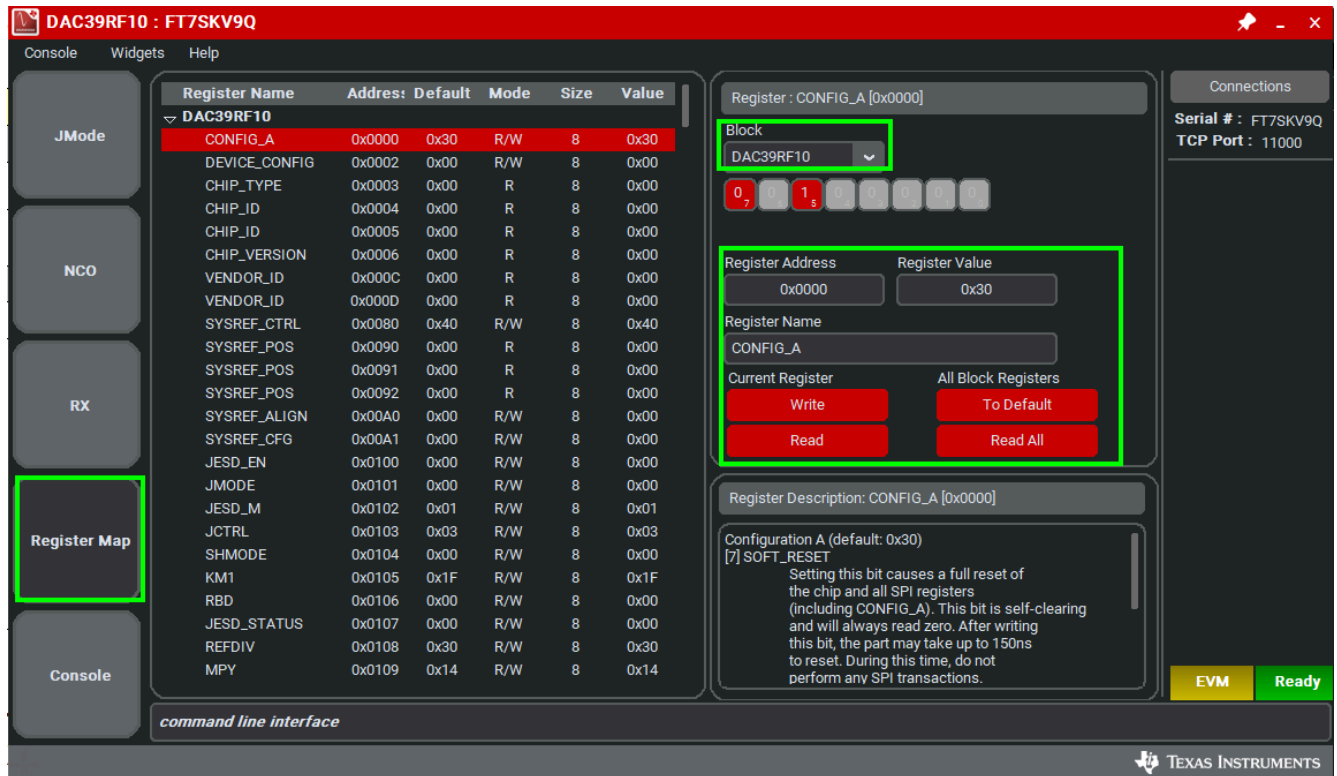 DAC39RF10 : FT7SKV9Q
Console Widgets Help
JMode
NCO
RX
Register Map
Console
Register Name Address Default Mode Size Value
DAC39RF10
CONFIG_A 0x0000 0x30 R/W 8 0x30
DEVICE_CONFIG 0x0002 0x00 R/W 8 0x00
CHIP_TYPE 0x0003 0x00 R 8 0x00
CHIP_ID 0x0004 0x00 R 8 0x00
CHIP_ID 0x0005 0x00 R 8 0x00
CHIP_VERSION 0x0006 0x00 R 8 0x00
VENDOR_ID 0x000C 0x00 R 8 0x00
VENDOR_ID 0x000D 0x00 R 8 0x00
SYSREF_CTRL 0x0080 0x40 R/W 8 0x40
SYSREF_POS 0x0090 0x00 R 8 0x00
SYSREF_POS 0x0091 0x00 R 8 0x00
SYSREF_POS 0x0092 0x00 R 8 0x00
SYSREF_ALIGN 0x00A0 0x00 R/W 8 0x00
SYSREF_CFG 0x00A1 0x00 R/W 8 0x00
JESD_EN 0x0100 0x00 R/W 8 0x00
JMODE 0x0101 0x00 R/W 8 0x00
JESD_M 0x0102 0x01 R/W 8 0x01
JCTRL 0x0103 0x03 R/W 8 0x03
SHMODE 0x0104 0x00 R/W 8 0x00
KM1 0x0105 0x1F R/W 8 0x1F
RBD 0x0106 0x00 R/W 8 0x00
JESD_STATUS 0x0107 0x00 R/W 8 0x00
REFDIV 0x0108 0x30 R/W 8 0x30
MPY 0x0109 0x14 R/W 8 0x14
command line interface
Register : CONFIG_A [0x0000]
Block
DAC39RF10
0 7 1 5
Register Address Register Value
0x0000 0x30
Register Name
CONFIG_A
Current Register All Block Registers
Write To Default
Read Read All
Register Description: CONFIG_A [0x0000]
Configuration A (default: 0x30)
[7] SOFT_RESET
Setting this bit causes a full reset of
the chip and all SPI registers
(including CONFIG_A). This bit is self-clearing
and will always read zero. After writing
this bit, the part may take up to 150ns
to reset. During this time, do not
perform any SPI transactions.
Connections
Serial # : FT7SKV9Q
TCP Port : 11000
EVM Ready
TEXAS INSTRUMENTS